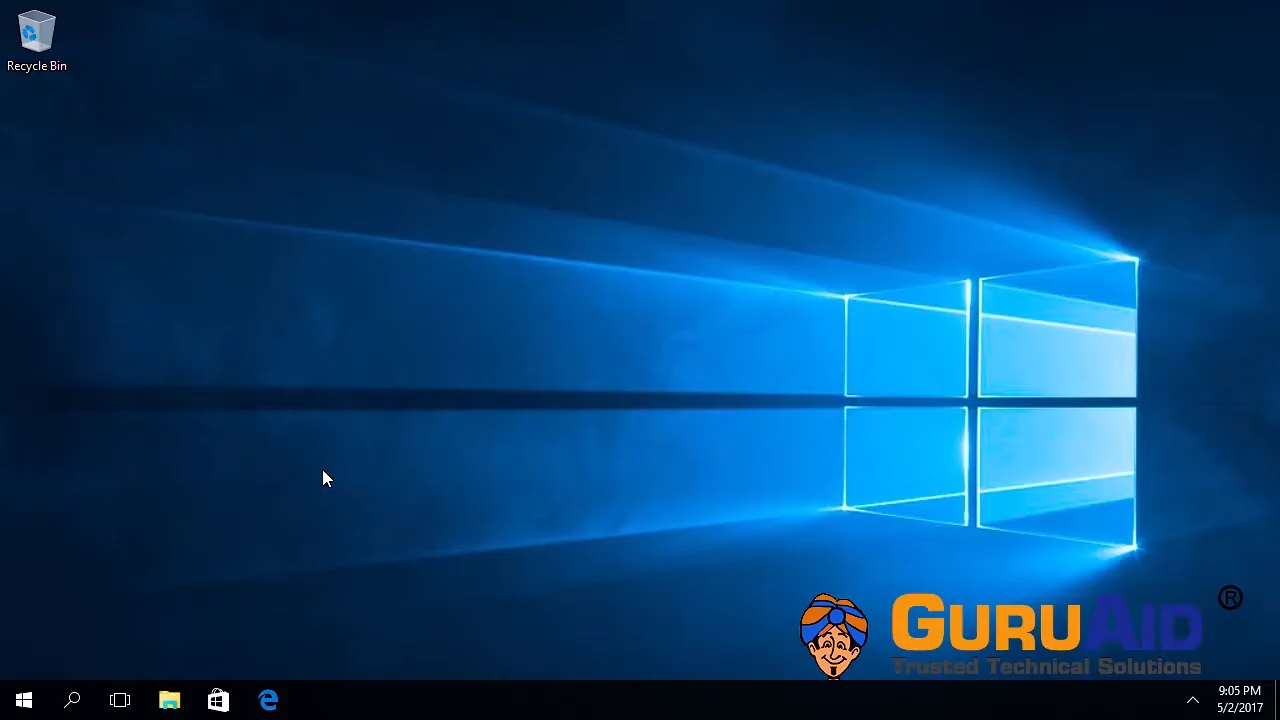 Recycle Bin
GURUAID ®
Trusted Technical Solutions
9:05 PM
5/2/2017